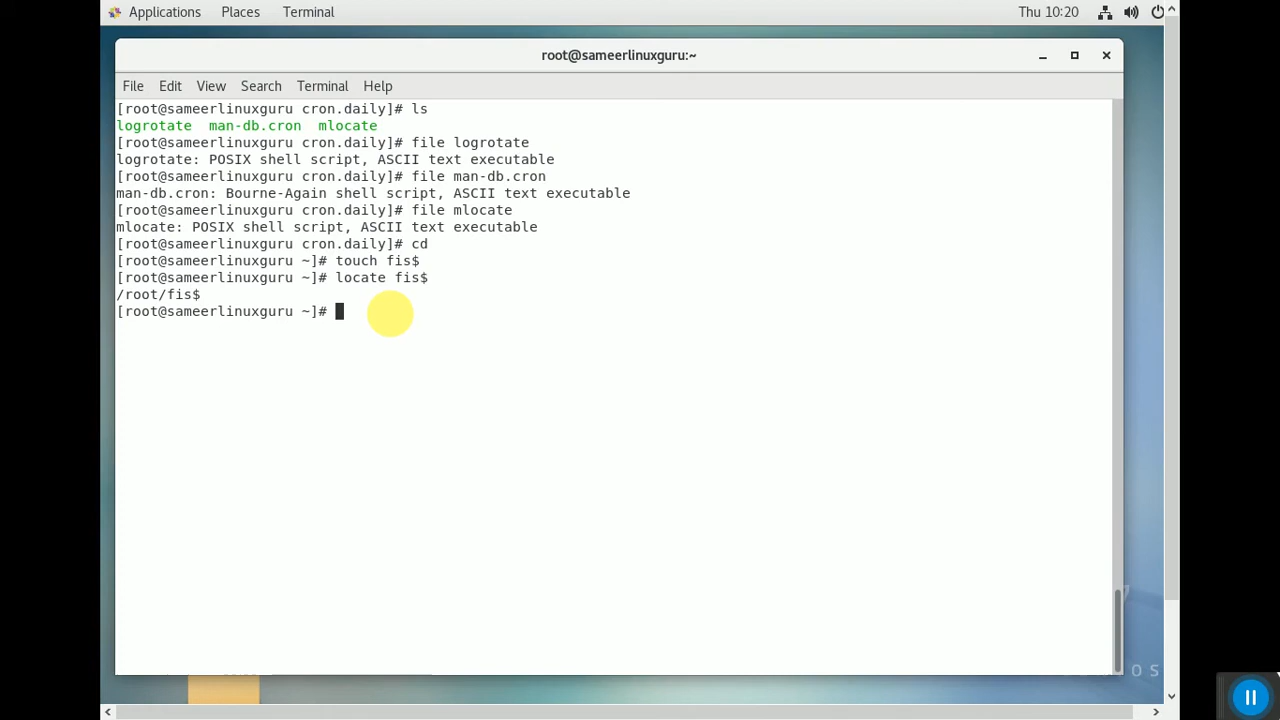 Applications Places Terminal Thu 10:20
root@sameerlinuxguru:~
File Edit View Search Terminal Help
[root@sameerlinuxguru cron.daily]# ls
logrotate man-db.cron mlocate
[root@sameerlinuxguru cron.daily]# file logrotate
logrotate: POSIX shell script, ASCII text executable
[root@sameerlinuxguru cron.daily]# file man-db.cron
man-db.cron: Bourne-Again shell script, ASCII text executable
[root@sameerlinuxguru cron.daily]# file mlocate
mlocate: POSIX shell script, ASCII text executable
[root@sameerlinuxguru cron.daily]# cd
[root@sameerlinuxguru ~]# touch fis$
[root@sameerlinuxguru ~]# locate fis$
/root/fis$
[root@sameerlinuxguru ~]#
7
O S